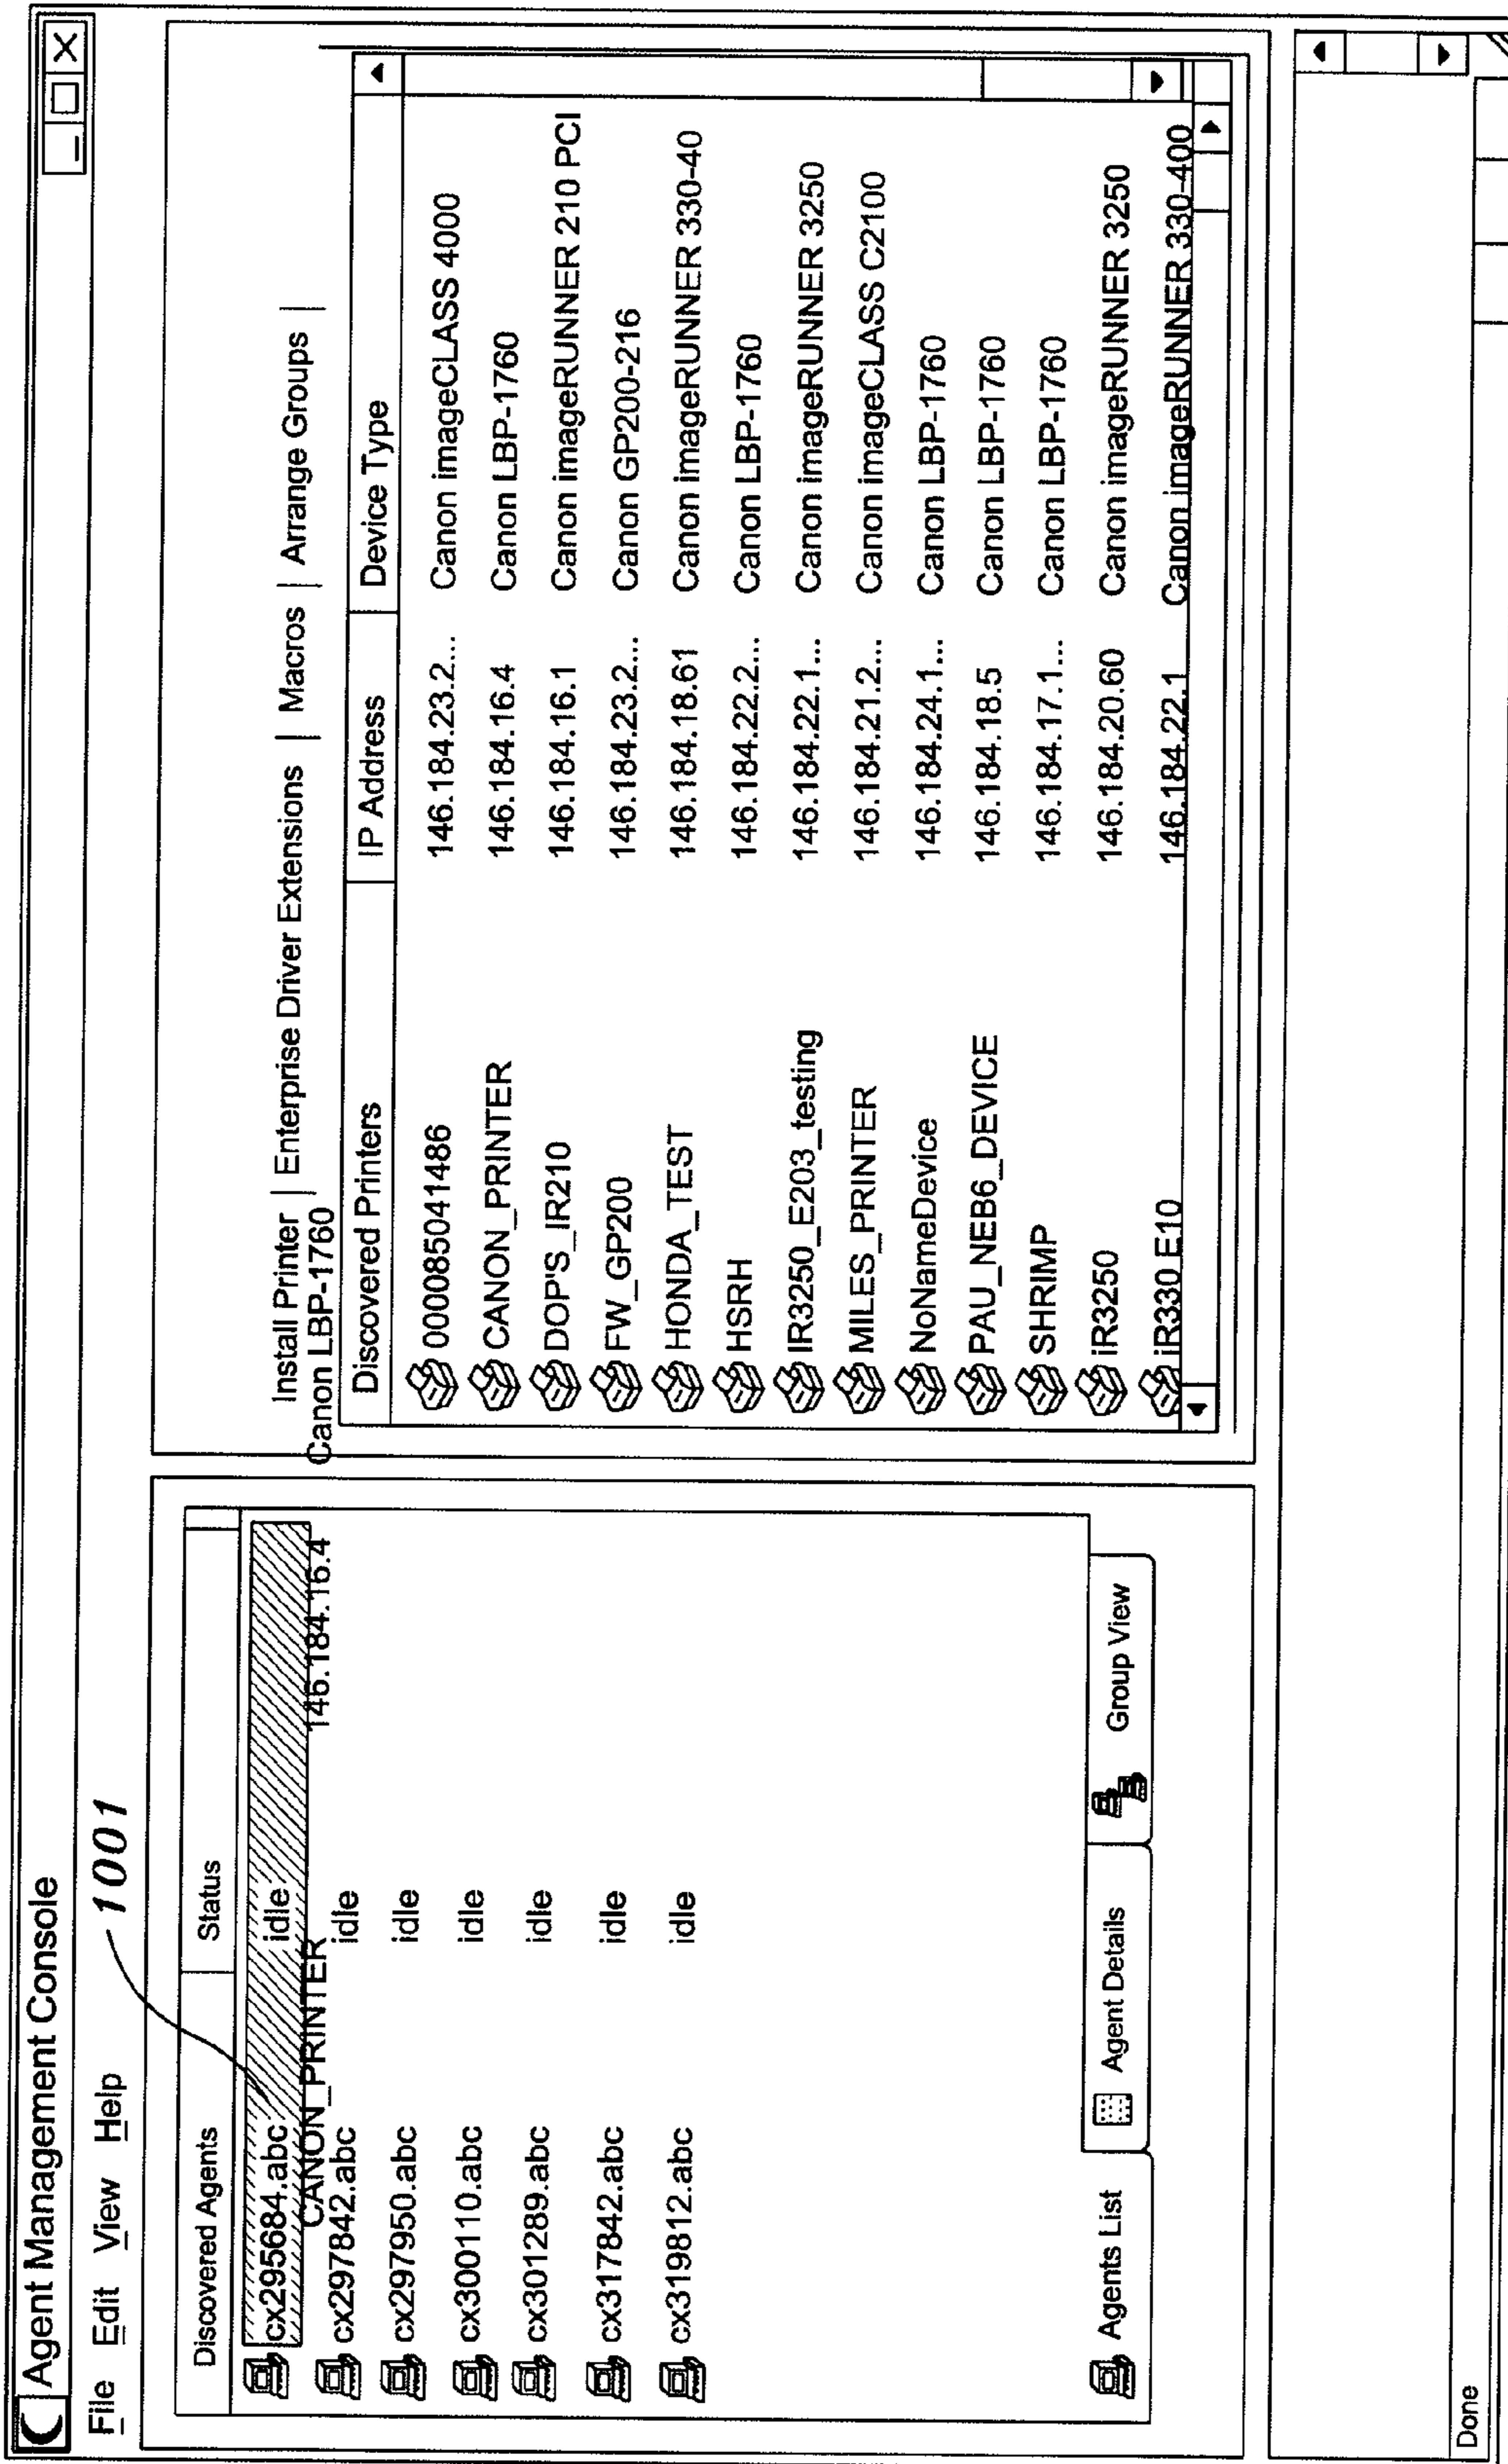 Agent Management Console
File Edit View Help
1001
Discovered Agents Status
cx295684.abc idle
CANON_PRINTER 146.184.16.4 Canon LBP-1760
cx297842.abc idle
cx297950.abc idle
cx300110.abc idle
cx301289.abc idle
cx317842.abc idle
cx319812.abc idle
Agents List Agent Details Group View
Install Printer | Enterprise Driver Extensions | Macros | Arrange Groups |
Discovered Printers IP Address Device Type
00008504​1486 146.184.23.2... Canon imageCLASS 4000
CANON_PRINTER 146.184.16.4 Canon LBP-1760
DOP'S_IR210 146.184.16.1 Canon imageRUNNER 210 PCI
FW_GP200 146.184.23.2... Canon GP200-216
HONDA_TEST 146.184.18.61 Canon imageRUNNER 330-40
HSRH 146.184.22.2... Canon LBP-1760
IR3250_E203_testing 146.184.22.1... Canon imageRUNNER 3250
MILES_PRINTER 146.184.21.2... Canon imageCLASS C2100
NoNameDevice 146.184.24.1... Canon LBP-1760
PAU_NEB6_DEVICE 146.184.18.5 Canon LBP-1760
SHRIMP 146.184.17.1... Canon LBP-1760
iR3250 146.184.20.60 Canon imageRUNNER 3250
iR330 E10 146.184.22.1 Canon imageRUNNER 330-400
Done